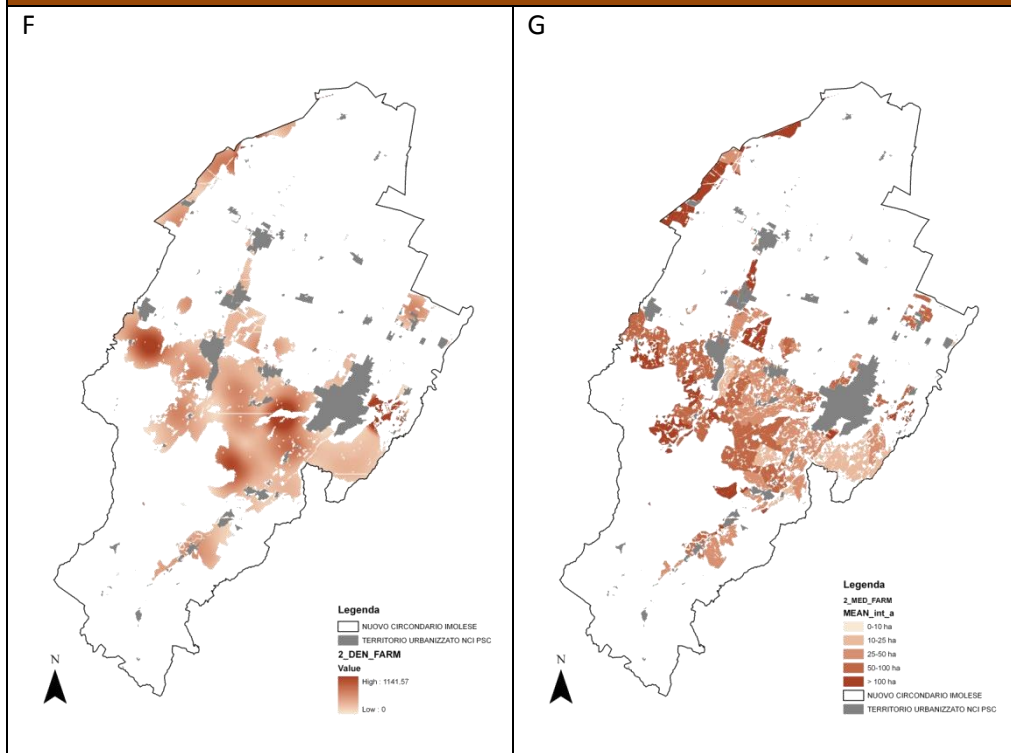 F
G
N
Legenda
NUOVO CIRCONDARIO IMOLESE
TERRITORIO URBANIZZATO NCI PSC
2_DEN_FARM
Value
High : 1141.57
Low : 0
N
Legenda
2_MED_FARM
MEAN_int_a
0-10 ha
10-25 ha
25-50 ha
50-100 ha
> 100 ha
NUOVO CIRCONDARIO IMOLESE
TERRITORIO URBANIZZATO NCI PSC